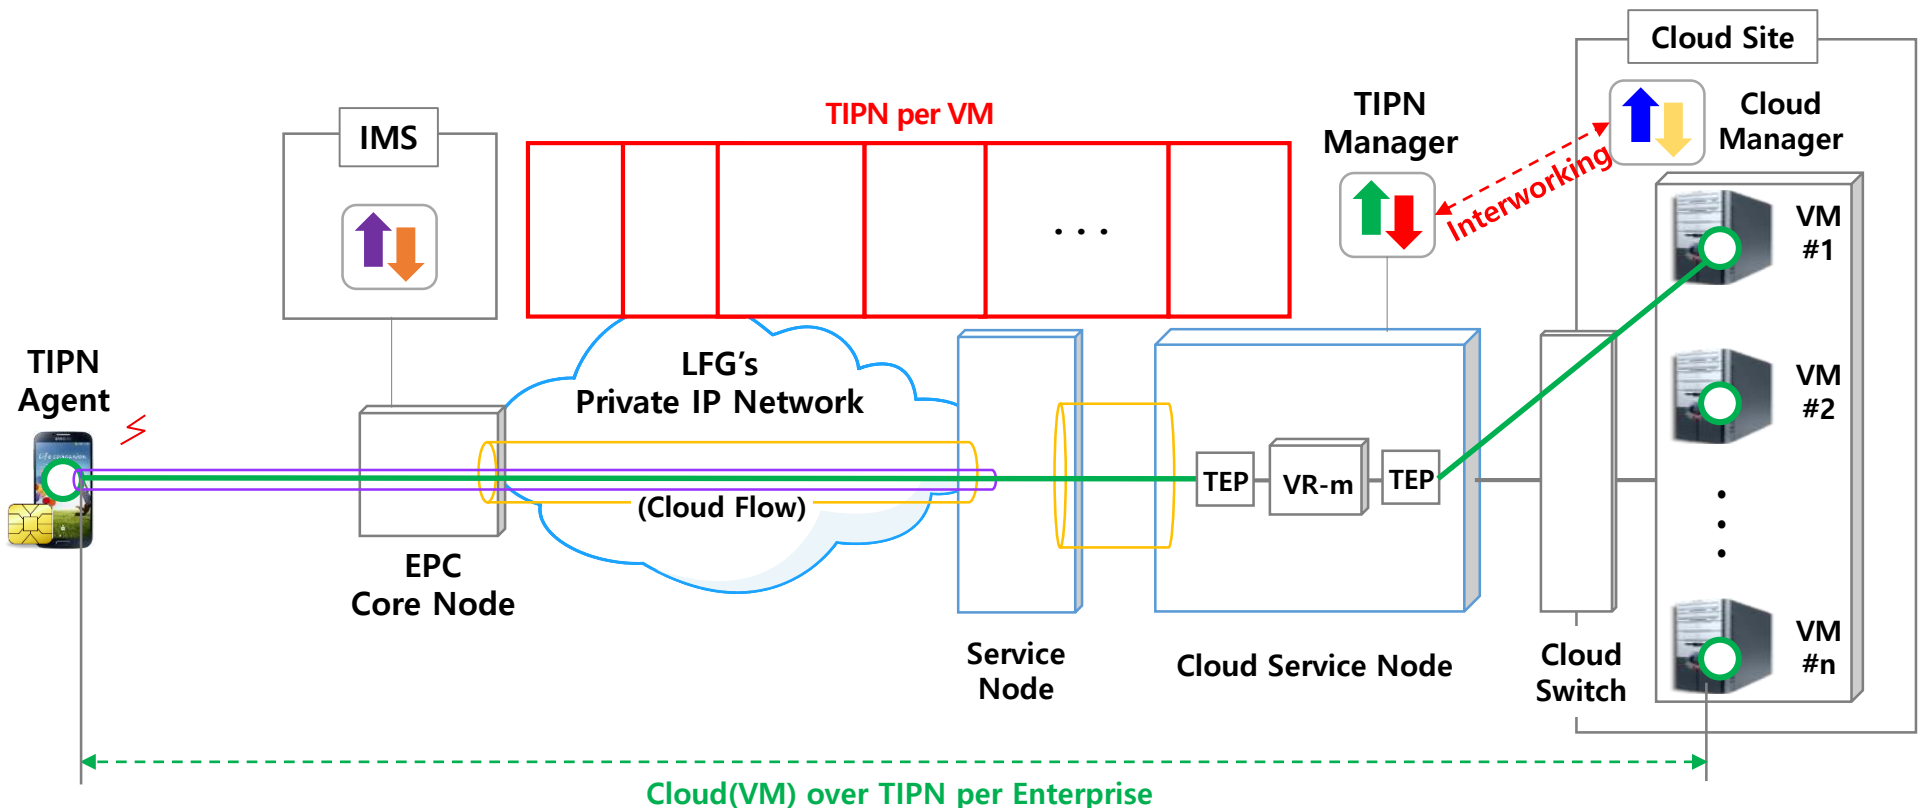 Cloud Site
TIPN per VM
TIPN
Manager
Cloud
Manager
IMS
Interworking
. . .
VM
#1
TIPN
Agent
LFG's
Private IP Network
VM
#2
TEP
VR-m
TEP
(Cloud Flow)
EPC
Core Node
Service
Node
Cloud Service Node
Cloud
Switch
VM
#n
Cloud(VM) over TIPN per Enterprise